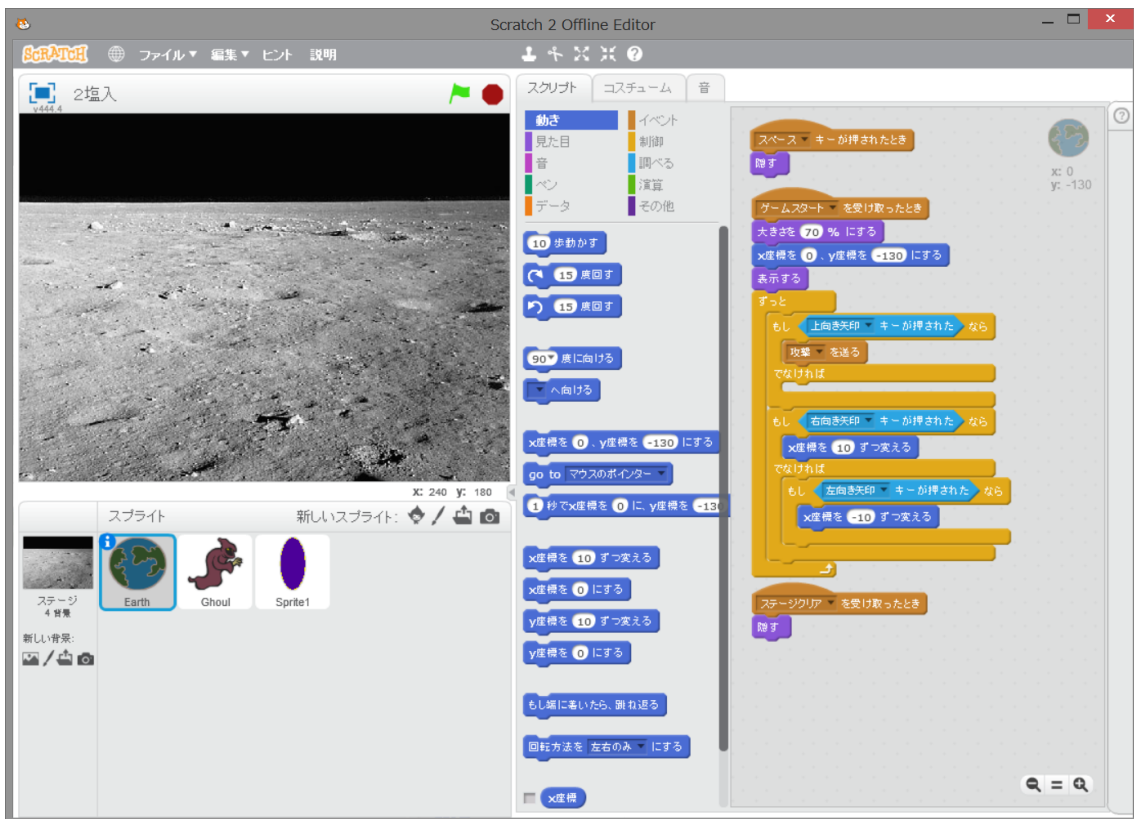 Scratch 2 Offline Editor
SCRATCH ファイル 編集 ヒント 説明
v444.4
2塩入
X: 240 y: 180
スプライト 新しいスプライト:
ステージ
4 背景
新しい背景:
Earth
Ghoul
Sprite1
スクリプト コスチューム 音
動き イベント
見た目 制御
音 調べる
ペン 演算
データ その他
10 歩動かす
15 度回す
15 度回す
90 度に向ける
へ向ける
x座標を 0 、y座標を -130 にする
go to マウスのポインター
1 秒でx座標を 0 に、y座標を -130
x座標を 10 ずつ変える
x座標を 0 にする
y座標を 10 ずつ変える
y座標を 0 にする
もし端に着いたら、跳ね返る
回転方法を 左右のみ にする
x座標
スペース キーが押されたとき
隠す
ゲームスタート を受け取ったとき
大きさを 70 % にする
x座標を 0 、y座標を -130 にする
表示する
ずっと
もし 上向き矢印 キーが押された なら
攻撃 を送る
でなければ
もし 右向き矢印 キーが押された なら
x座標を 10 ずつ変える
でなければ
もし 左向き矢印 キーが押された なら
x座標を -10 ずつ変える
ステージクリア を受け取ったとき
隠す
x: 0
y: -130